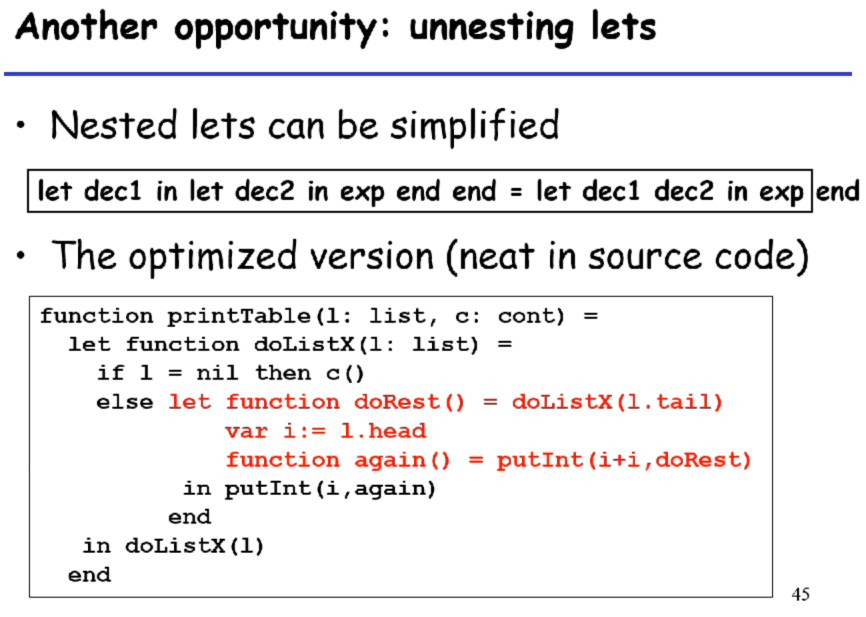 Another opportunity: unnesting lets
• Nested lets can be simplified
let dec1 in let dec2 in exp end end = let dec1 dec2 in exp end
• The optimized version (neat in source code)
function printTable(l: list, c: cont) =
let function doListX(l: list) =
if l = nil then c()
else let function doRest() = doListX(l.tail)
var i:= l.head
function again() = putInt(i+i,doRest)
in putInt(i,again)
end
in doListX(l)
end
45